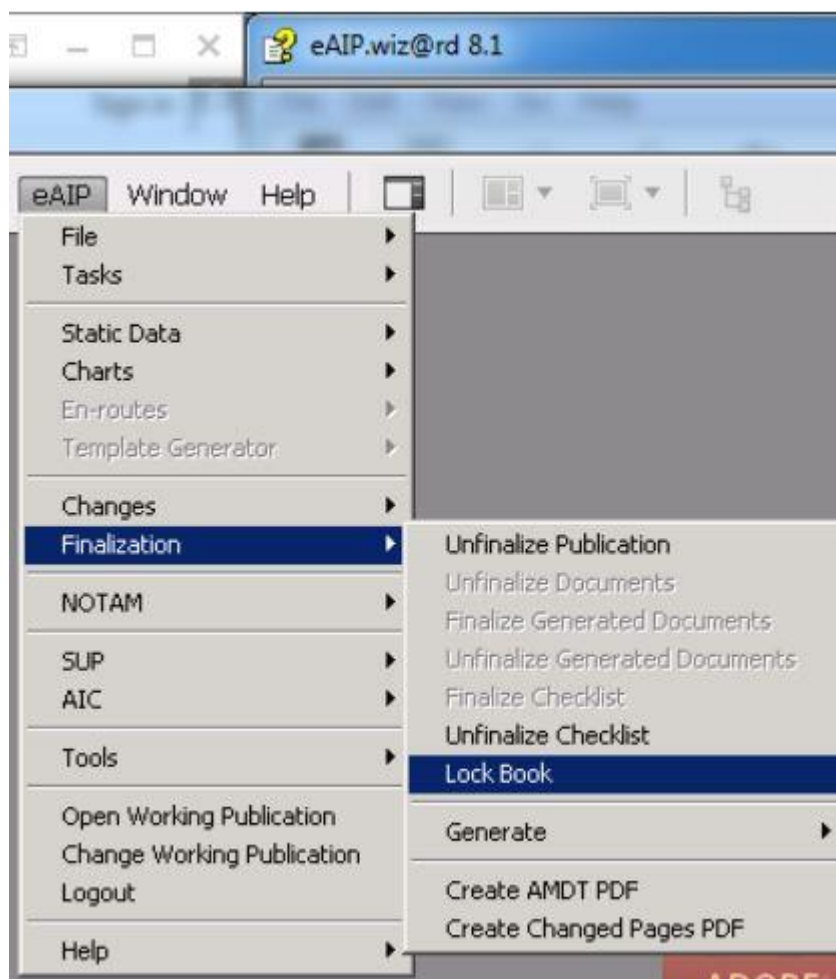 eAIP.wiz@rd 8.1
eAIP Window Help
File
Tasks
Static Data
Charts
En-routes
Template Generator
Changes
Finalization
NOTAM
SUP
AIC
Tools
Open Working Publication
Change Working Publication
Logout
Help
Unfinalize Publication
Unfinalize Documents
Finalize Generated Documents
Unfinalize Generated Documents
Finalize Checklist
Unfinalize Checklist
Lock Book
Generate
Create AMDT PDF
Create Changed Pages PDF
ADOBE